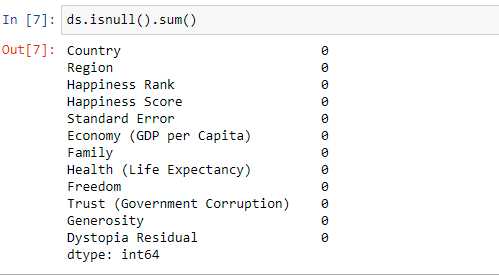 In [7]: ds.isnull().sum()
Out[7]: Country 0
Region 0
Happiness Rank 0
Happiness Score 0
Standard Error 0
Economy (GDP per Capita) 0
Family 0
Health (Life Expectancy) 0
Freedom 0
Trust (Government Corruption) 0
Generosity 0
Dystopia Residual 0
dtype: int64